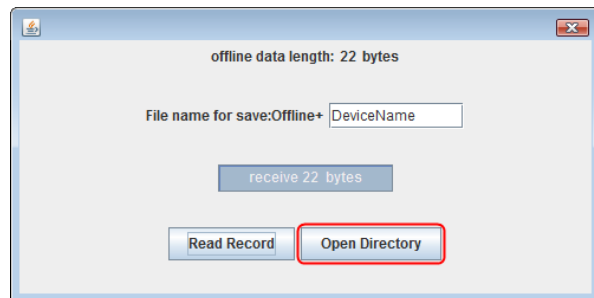 offline data length: 22 bytes
File name for save:Offline+ DeviceName
receive 22 bytes
Read Record Open Directory